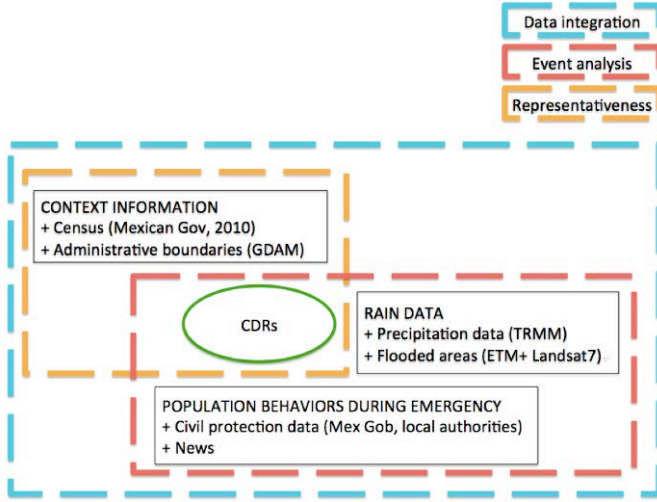 Data integration
Event analysis
Representativeness
CONTEXT INFORMATION
+ Census (Mexican Gov, 2010)
+ Administrative boundaries (GDAM)
CDRs
RAIN DATA
+ Precipitation data (TRMM)
+ Flooded areas (ETM+ Landsat7)
POPULATION BEHAVIORS DURING EMERGENCY
+ Civil protection data (Mex Gob, local authorities)
+ News